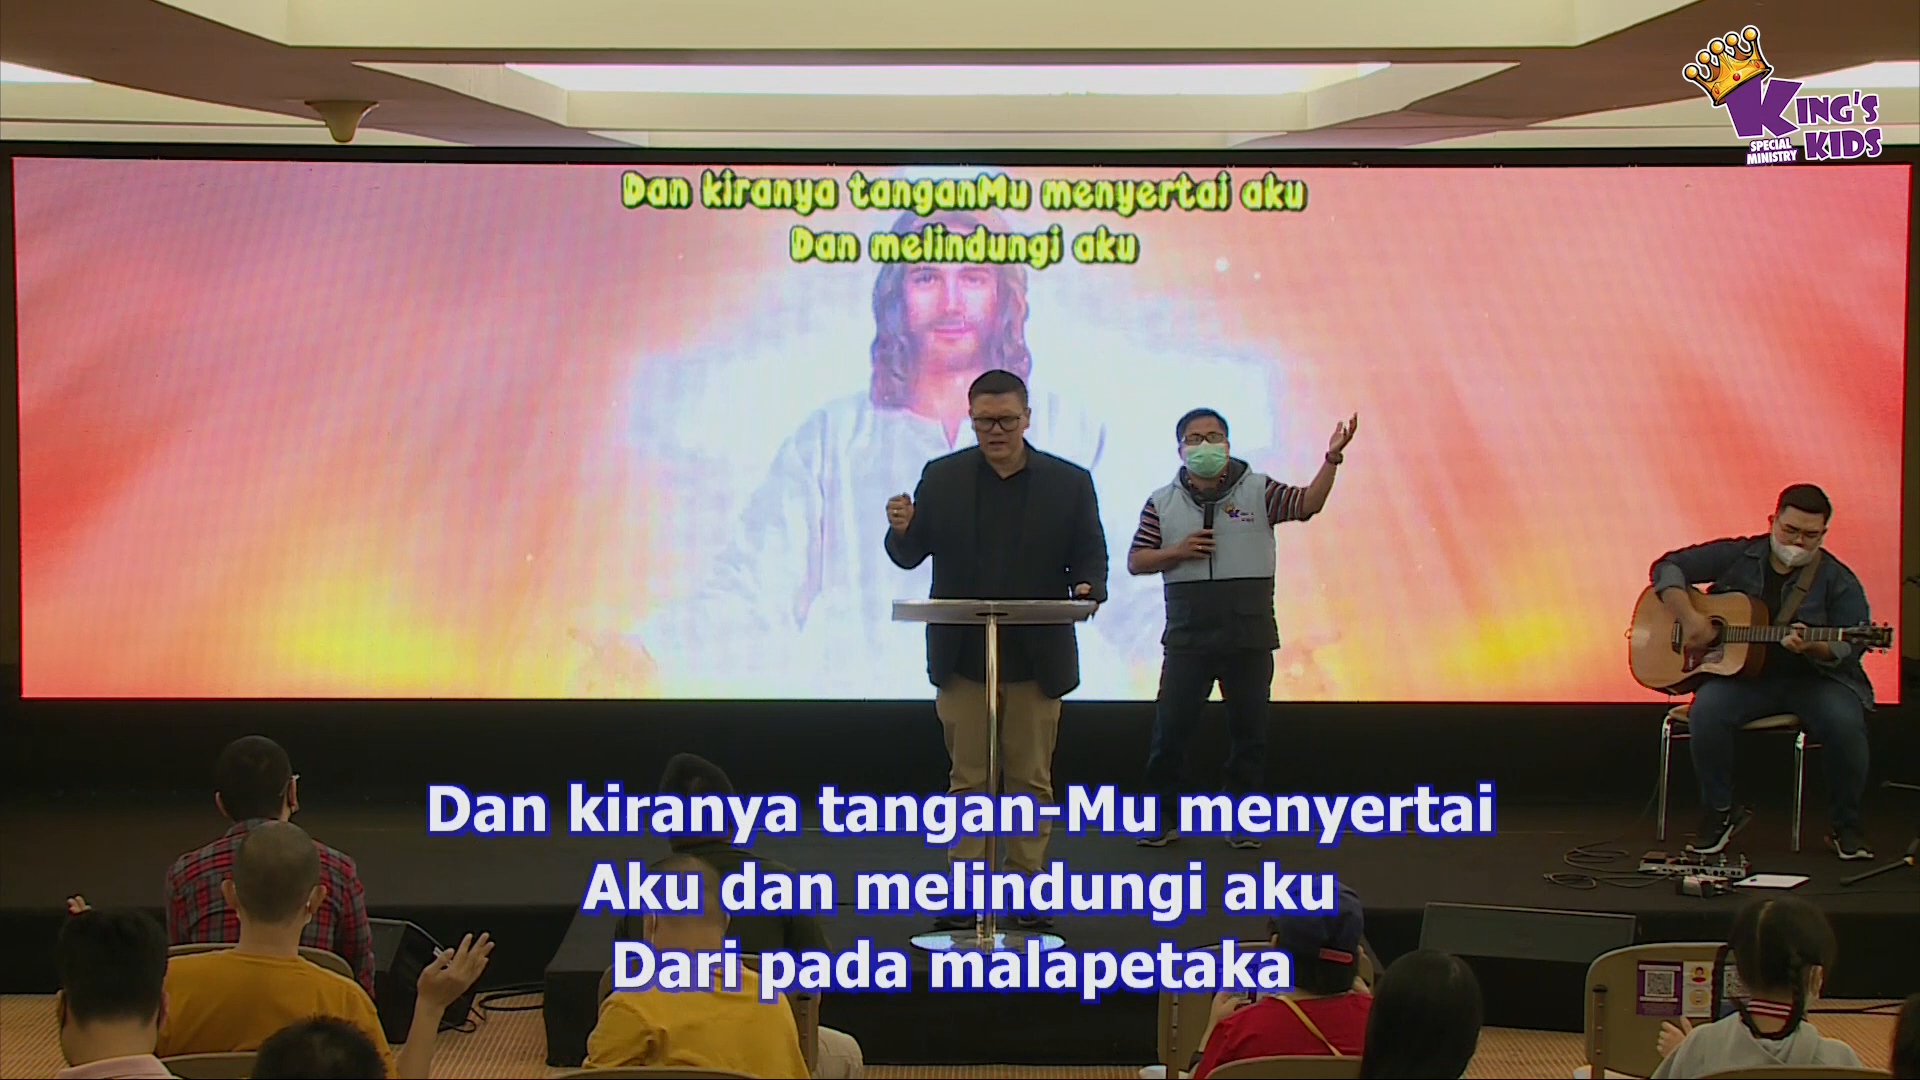 KING'S
KIDS
SPECIAL
MINISTRY
Dan kiranya tanganMu menyertai aku
Dan melindungi aku
Dan kiranya tangan-Mu menyertai
Aku dan melindungi aku
Dari pada malapetaka